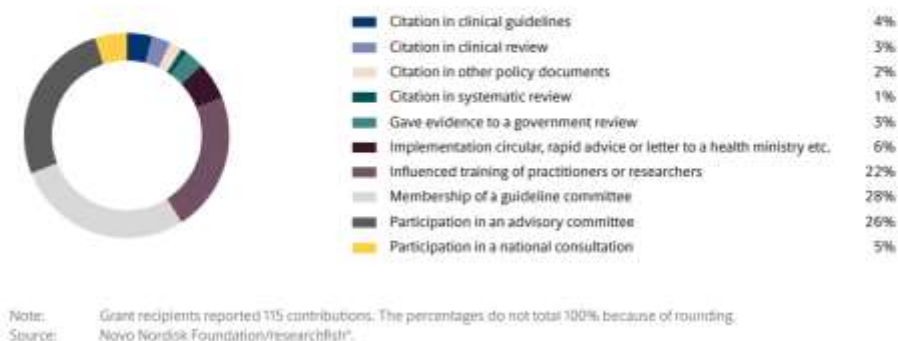 Citation in clinical guidelines 4%
Citation in clinical review 3%
Citation in other policy documents 2%
Citation in systematic review 1%
Gave evidence to a government review 3%
Implementation circular, rapid advice or letter to a health ministry etc. 6%
Influenced training of practitioners or researchers 22%
Membership of a guideline committee 28%
Participation in an advisory committee 26%
Participation in a national consultation 5%
Note: Grant recipients reported 115 contributions. The percentages do not total 100% because of rounding.
Source: Novo Nordisk Foundation/researchfish®.